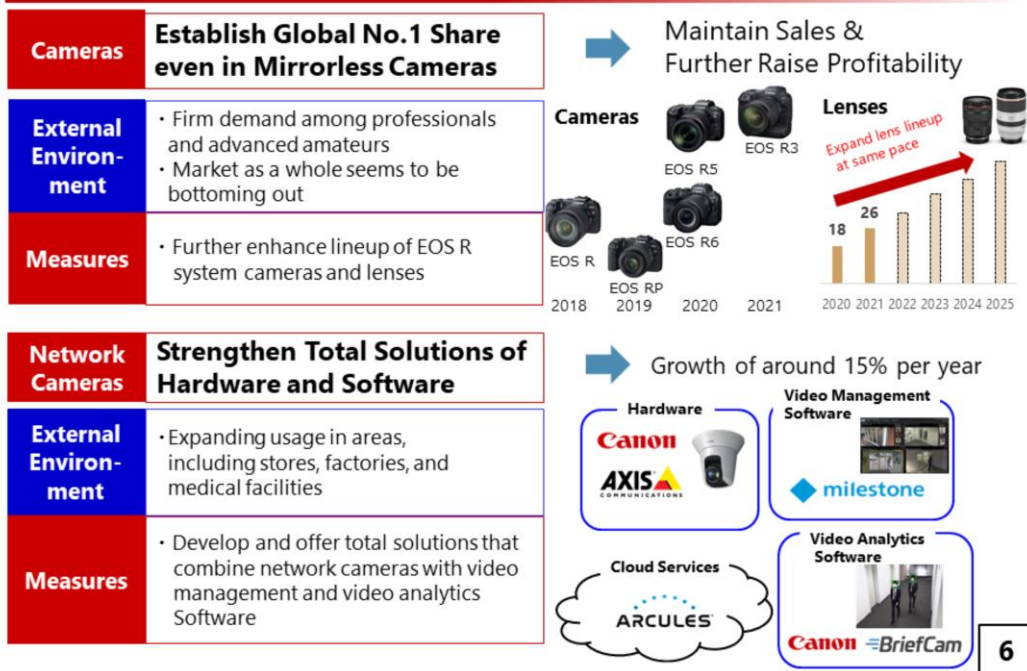 Cameras
Establish Global No.1 Share
even in Mirrorless Cameras
Maintain Sales &
Further Raise Profitability
External
Environ-
ment
・Firm demand among professionals
and advanced amateurs
・Market as a whole seems to be
bottoming out
Measures
・Further enhance lineup of EOS R
system cameras and lenses
Cameras
EOS R3
EOS R5
EOS R6
EOS R
EOS RP
2018 2019 2020 2021
Lenses
Expand lens lineup
at same pace
18
26
2020 2021 2022 2023 2024 2025
Network
Cameras
Strengthen Total Solutions of
Hardware and Software
Growth of around 15% per year
External
Environ-
ment
・Expanding usage in areas,
including stores, factories, and
medical facilities
Measures
・Develop and offer total solutions that
combine network cameras with video
management and video analytics
Software
Hardware
Canon
AXIS
COMMUNICATIONS
Video Management
Software
milestone
Cloud Services
ARCULES
Video Analytics
Software
Canon BriefCam
6